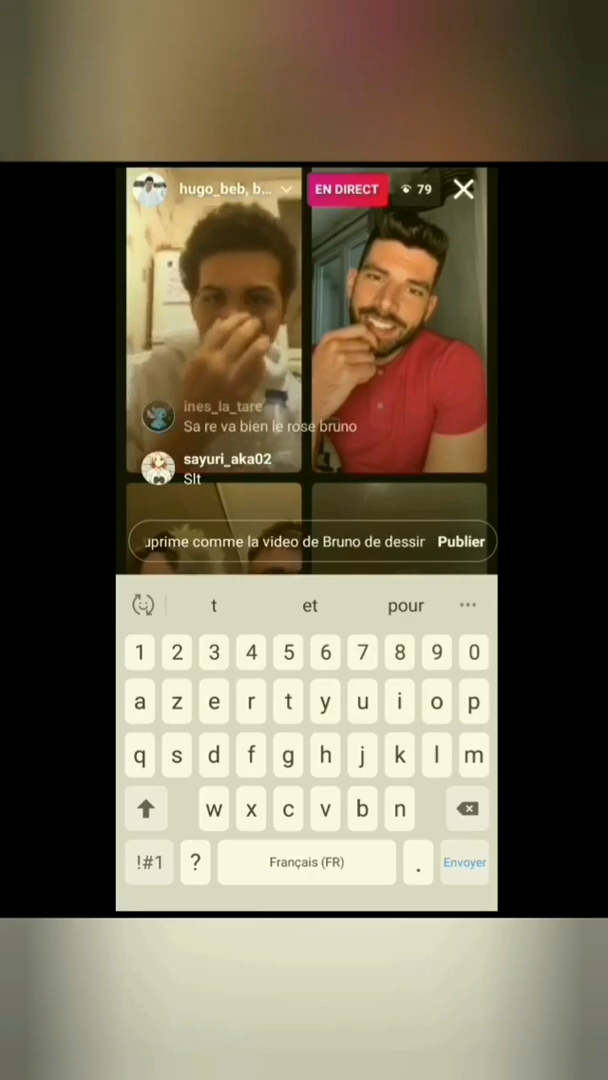 hugo_beb, b...
EN DIRECT
79
ines_la_tare
Sa re va bien le rose bruno
sayuri_aka02
Slt
uprime comme la video de Bruno de dessir
Publier
t et pour
1 2 3 4 5 6 7 8 9 0
a z e r t y u i o p
q s d f g h j k l m
w x c v b n
!#1 ? Français (FR) . Envoyer